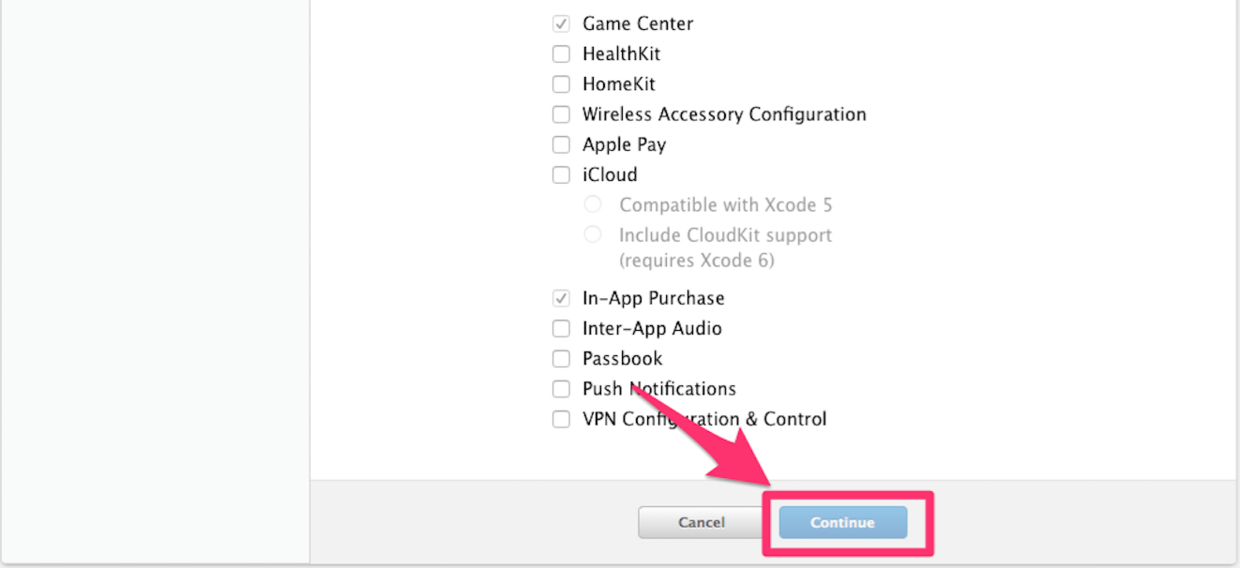 Game Center
HealthKit
HomeKit
Wireless Accessory Configuration
Apple Pay
iCloud
Compatible with Xcode 5
Include CloudKit support
(requires Xcode 6)
In-App Purchase
Inter-App Audio
Passbook
Push Notifications
VPN Configuration & Control
Cancel
Continue